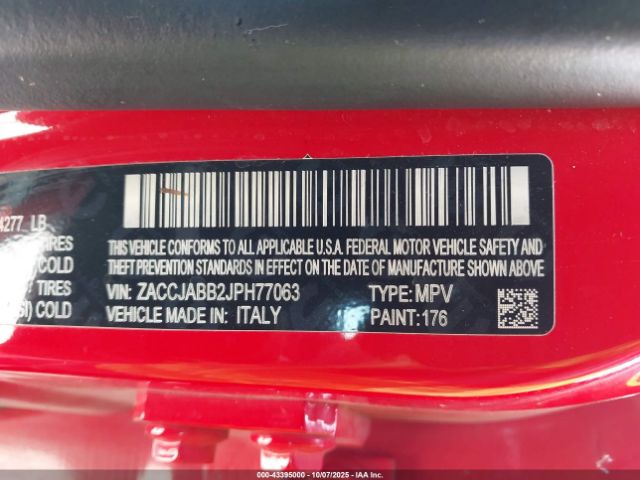 4277 LB
TIRES
COLD
TIRES
SI) COLD
THIS VEHICLE CONFORMS TO ALL APPLICABLE U.S.A. FEDERAL MOTOR VEHICLE SAFETY AND
THEFT PREVENTION STANDARDS IN EFFECT ON THE DATE OF MANUFACTURE SHOWN ABOVE
VIN: ZACCJABB2JPH77063 TYPE: MPV
VEHICLE MADE IN: ITALY PAINT: 176
000-43395000 - 10/07/2025 - IAA Inc.